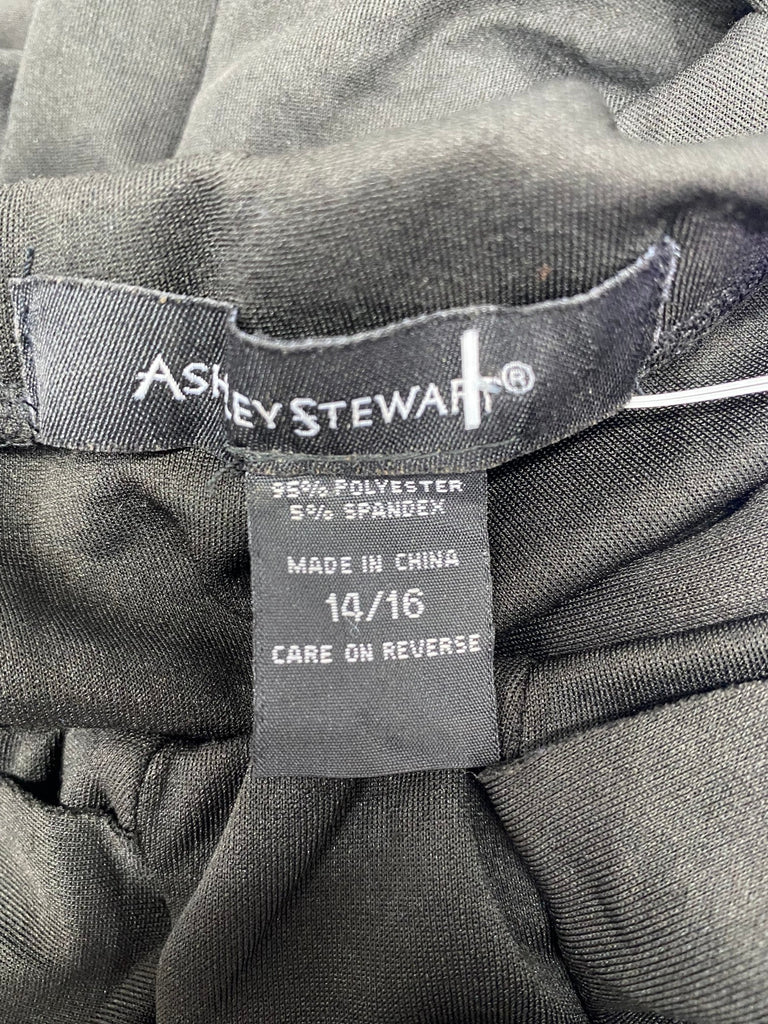 ASHLEY STEWART®
95% POLYESTER
5% SPANDEX
MADE IN CHINA
14/16
CARE ON REVERSE